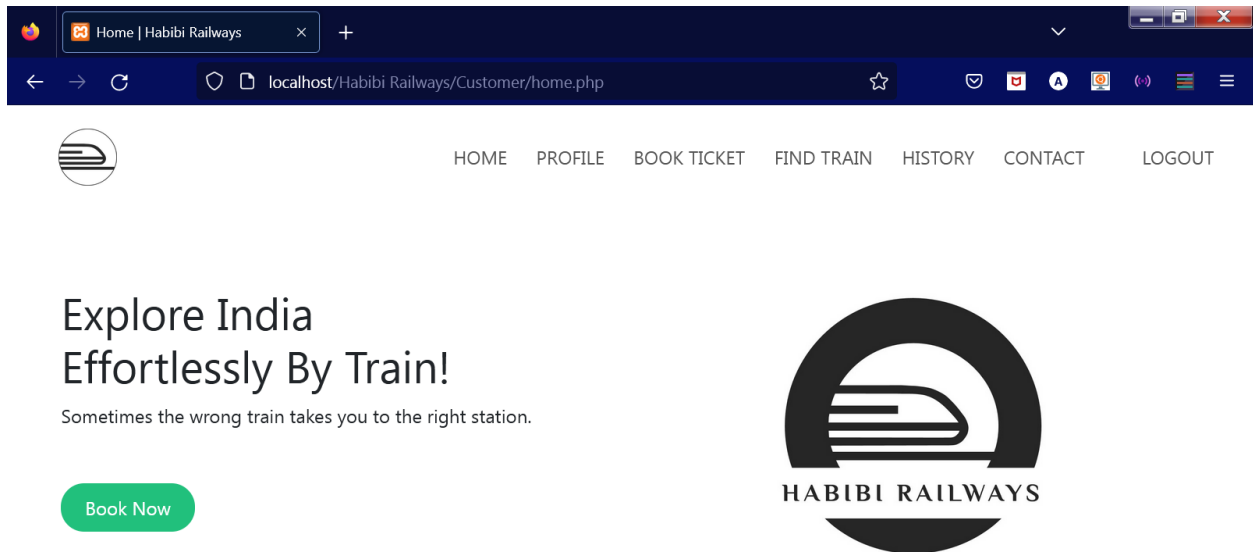 Home | Habibi Railways
localhost/Habibi Railways/Customer/home.php
A
HOME PROFILE BOOK TICKET FIND TRAIN HISTORY CONTACT LOGOUT
Explore India
Effortlessly By Train!
Sometimes the wrong train takes you to the right station.
Book Now
HABIBI RAILWAYS